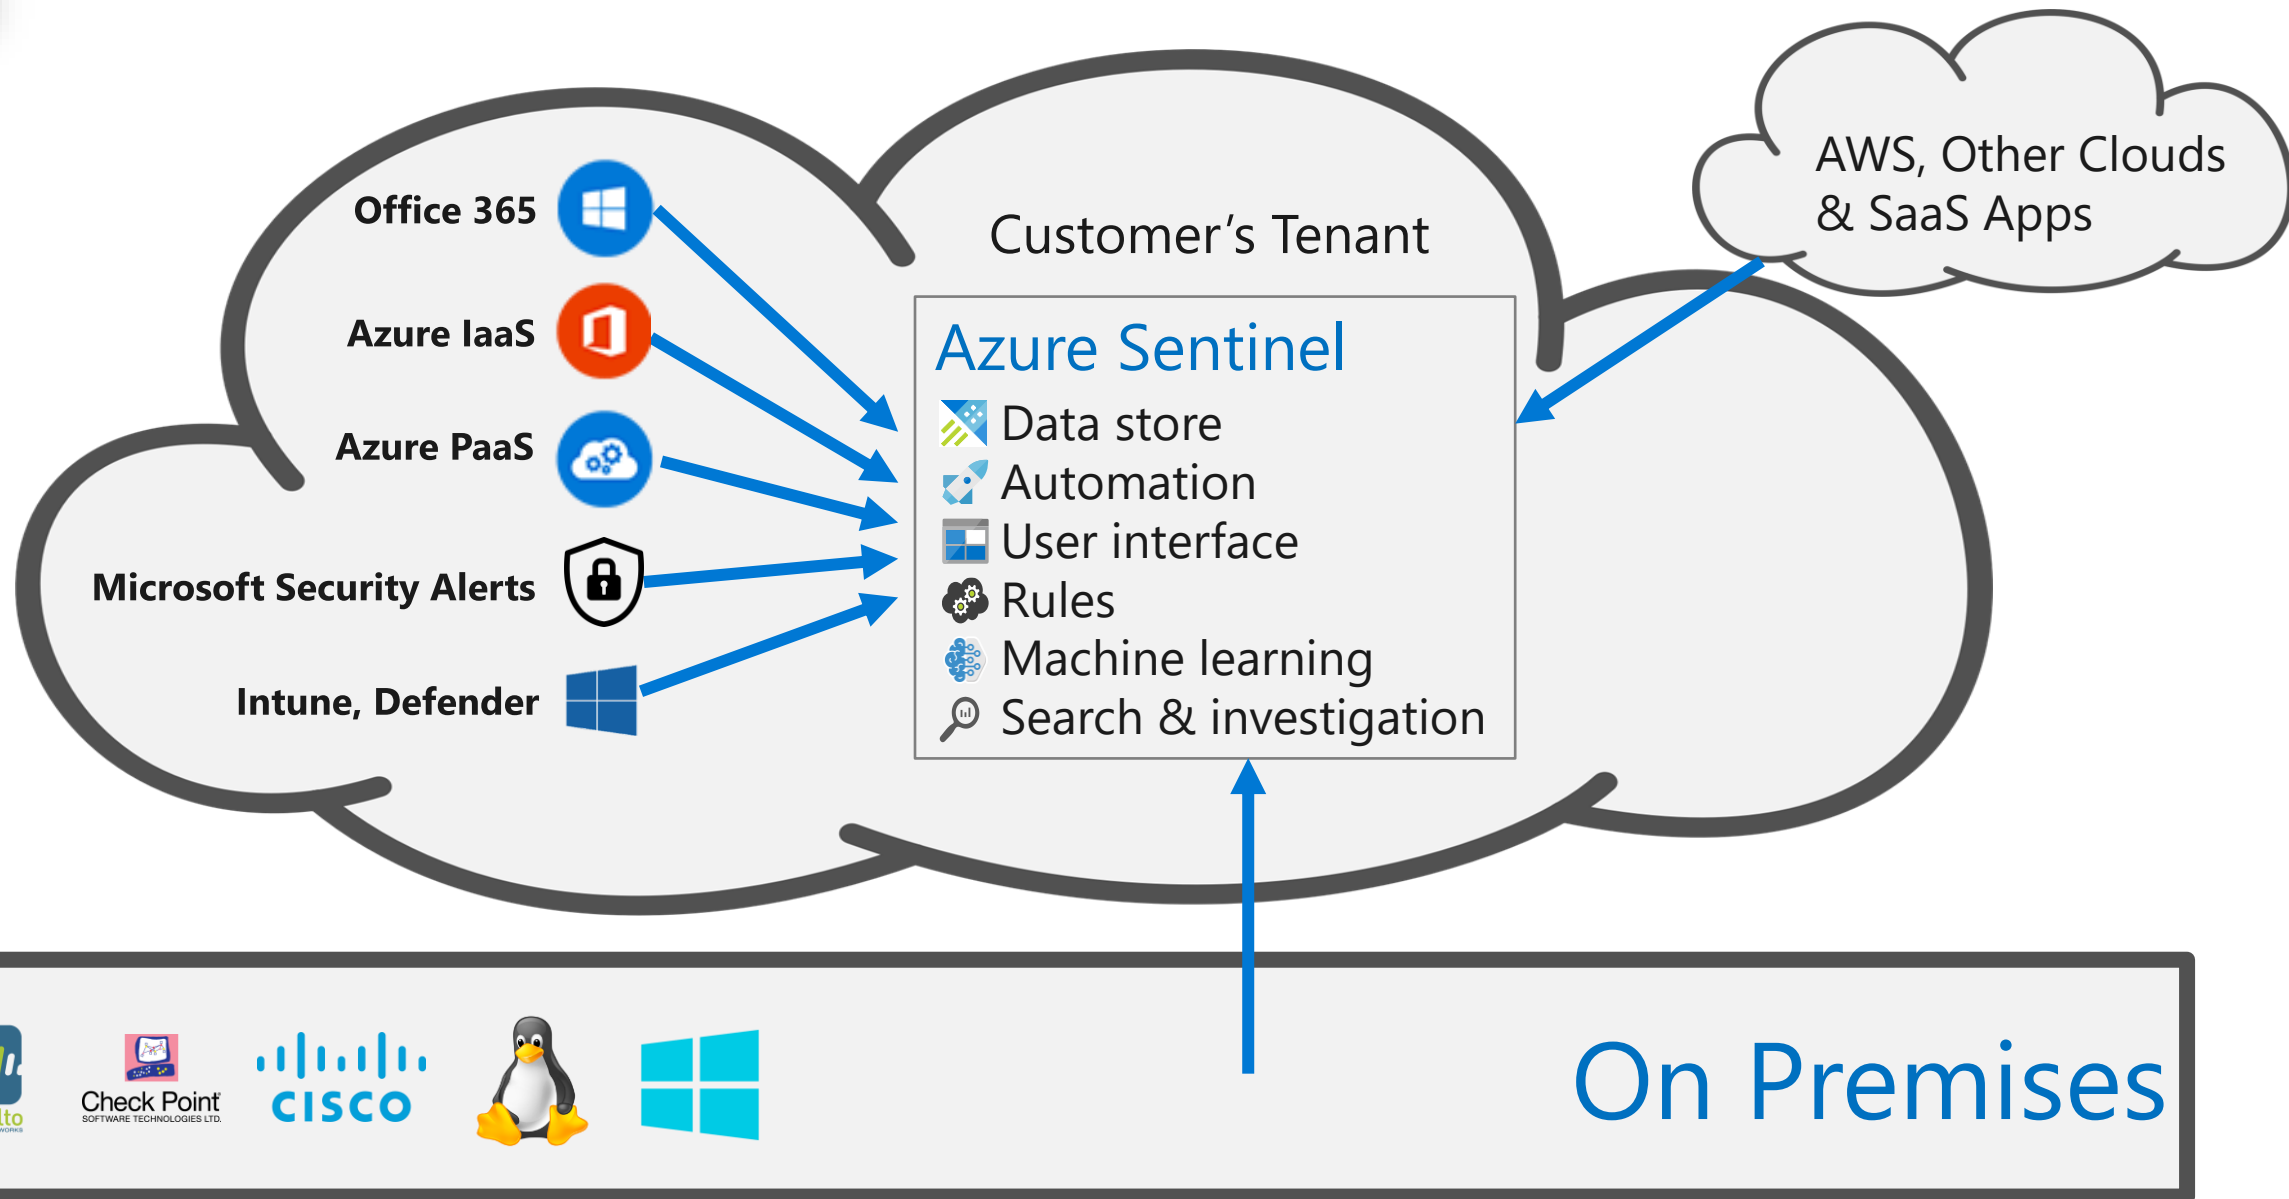 AWS, Other Clouds
& SaaS Apps
Customer's Tenant
Office 365
Azure IaaS
Azure PaaS
Microsoft Security Alerts
Intune, Defender
Azure Sentinel
Data store
Automation
User interface
Rules
Machine learning
Search & investigation
On Premises
lto
WORKS
Check Point
SOFTWARE TECHNOLOGIES LTD.
CISCO